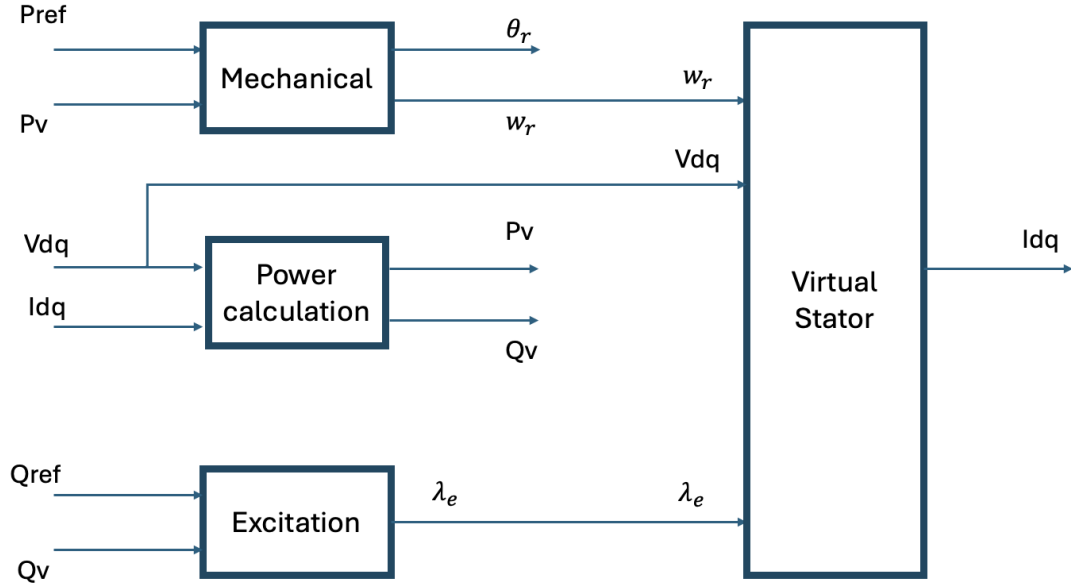 Pref
θr
Mechanical
wr
Pv
wr
Vdq
Vdq
Pv
Idq
Power
calculation
Idq
Virtual
Stator
Qv
Qref
λe
λe
Excitation
Qv